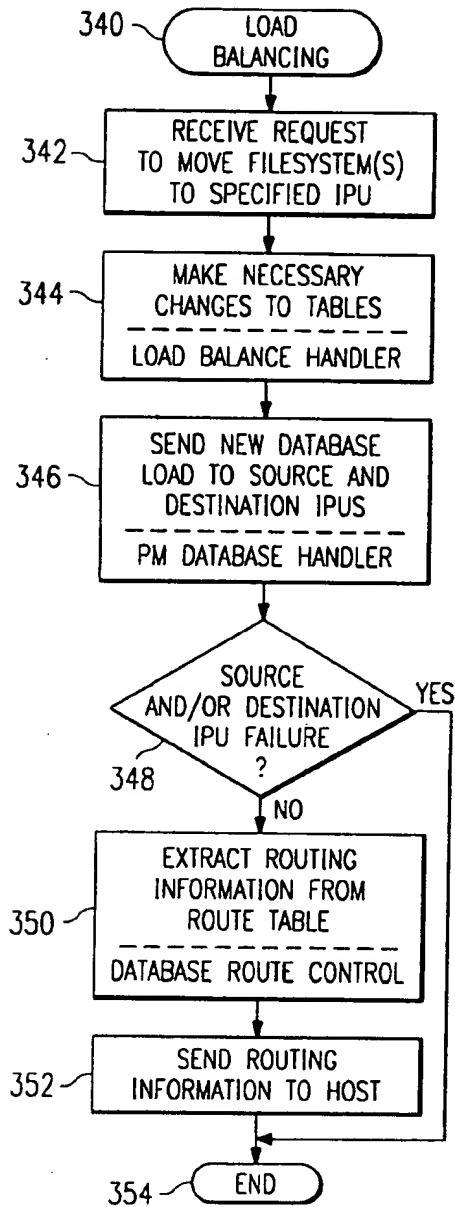 340
LOAD
BALANCING
342
RECEIVE REQUEST
TO MOVE FILESYSTEM(S)
TO SPECIFIED IPU
344
MAKE NECESSARY
CHANGES TO TABLES
LOAD BALANCE HANDLER
346
SEND NEW DATABASE
LOAD TO SOURCE AND
DESTINATION IPUS
PM DATABASE HANDLER
SOURCE
AND/OR DESTINATION
IPU FAILURE
?
348
YES
NO
350
EXTRACT ROUTING
INFORMATION FROM
ROUTE TABLE
DATABASE ROUTE CONTROL
352
SEND ROUTING
INFORMATION TO HOST
354
END